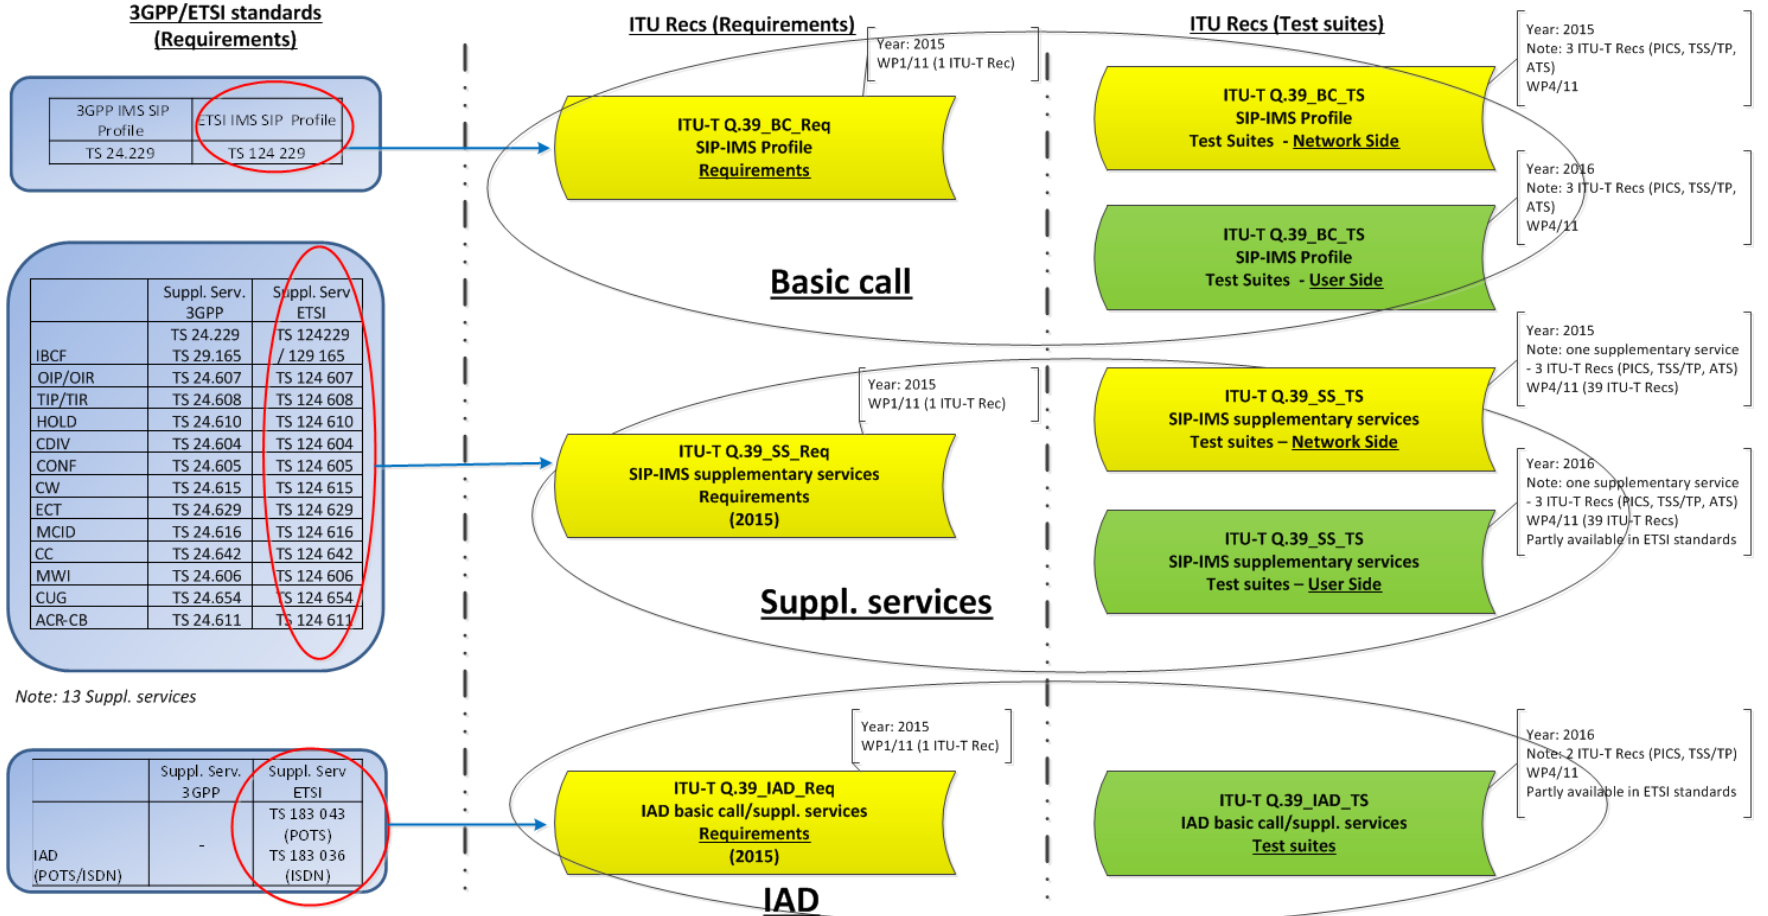 3GPP/ETSI standards
(Requirements)
ITU Recs (Requirements)
ITU Recs (Test suites)
3GPP IMS SIP
Profile
ETSI IMS SIP Profile
TS 24.229
TS 124 229
Year: 2015
WP1/11 (1 ITU-T Rec)
ITU-T Q.39_BC_Req
SIP-IMS Profile
Requirements
Year: 2015
Note: 3 ITU-T Recs (PICS, TSS/TP,
ATS)
WP4/11
ITU-T Q.39_BC_TS
SIP-IMS Profile
Test Suites - Network Side
Year: 2016
Note: 3 ITU-T Recs (PICS, TSS/TP,
ATS)
WP4/11
ITU-T Q.39_BC_TS
SIP-IMS Profile
Test Suites - User Side
Basic call
Suppl. Serv.
3GPP
Suppl. Serv
ETSI
TS 24.229 TS 124229
IBCF TS 29.165 / 129 165
OIP/OIR TS 24.607 TS 124 607
TIP/TIR TS 24.608 TS 124 608
HOLD TS 24.610 TS 124 610
CDIV TS 24.604 TS 124 604
CONF TS 24.605 TS 124 605
CW TS 24.615 TS 124 615
ECT TS 24.629 TS 124 629
MCID TS 24.616 TS 124 616
CC TS 24.642 TS 124 642
MWI TS 24.606 TS 124 606
CUG TS 24.654 TS 124 654
ACR-CB TS 24.611 TS 124 611
Note: 13 Suppl. services
Year: 2015
WP1/11 (1 ITU-T Rec)
ITU-T Q.39_SS_Req
SIP-IMS supplementary services
Requirements
(2015)
Year: 2015
Note: one supplementary service
- 3 ITU-T Recs (PICS, TSS/TP, ATS)
WP4/11 (39 ITU-T Recs)
ITU-T Q.39_SS_TS
SIP-IMS supplementary services
Test suites – Network Side
Year: 2016
Note: one supplementary service
- 3 ITU-T Recs (PICS, TSS/TP, ATS)
WP4/11 (39 ITU-T Recs)
Partly available in ETSI standards
ITU-T Q.39_SS_TS
SIP-IMS supplementary services
Test suites – User Side
Suppl. services
Suppl. Serv.
3GPP
Suppl. Serv
ETSI
IAD
(POTS/ISDN)
-
TS 183 043
(POTS)
TS 183 036
(ISDN)
Year: 2015
WP1/11 (1 ITU-T Rec)
ITU-T Q.39_IAD_Req
IAD basic call/suppl. services
Requirements
(2015)
Year: 2016
Note: 2 ITU-T Recs (PICS, TSS/TP)
WP4/11
Partly available in ETSI standards
ITU-T Q.39_IAD_TS
IAD basic call/suppl. services
Test suites
IAD